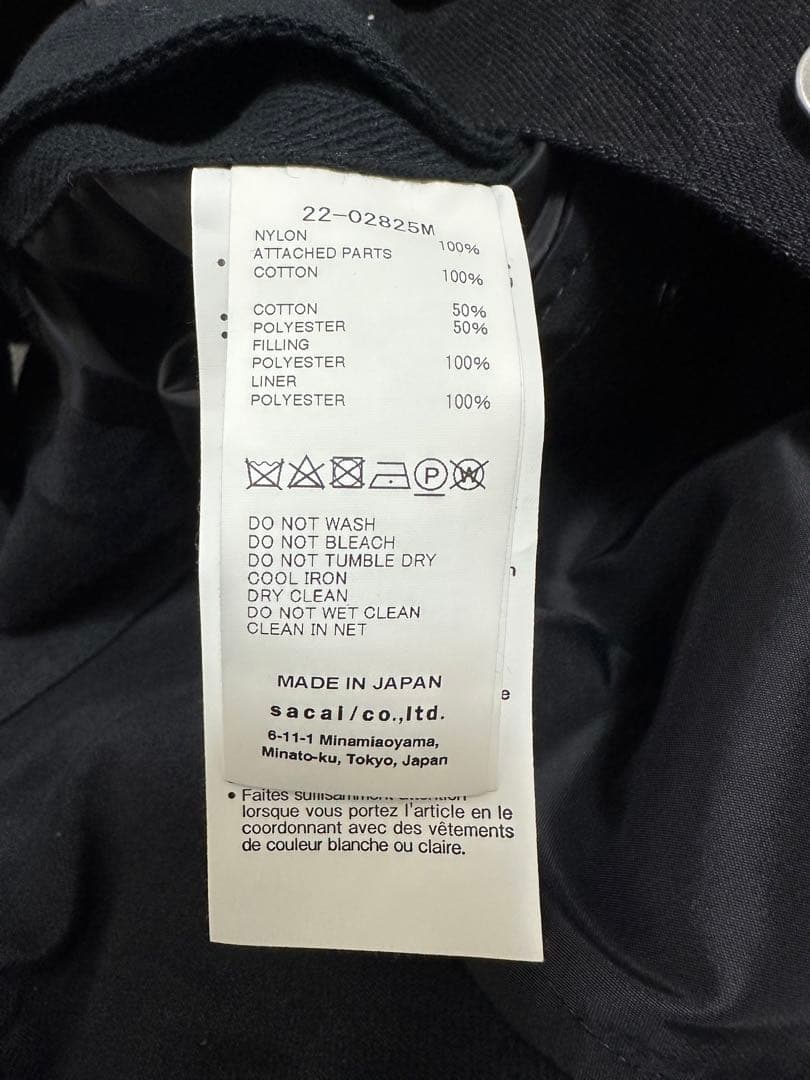 22-02825M
NYLON 100%
ATTACHED PARTS
COTTON 100%
COTTON 50%
POLYESTER 50%
FILLING
POLYESTER 100%
LINER
POLYESTER 100%
P W
DO NOT WASH
DO NOT BLEACH
DO NOT TUMBLE DRY
COOL IRON
DRY CLEAN
DO NOT WET CLEAN
CLEAN IN NET
MADE IN JAPAN
sacai/co.,ltd.
6-11-1 Minamiaoyama,
Minato-ku, Tokyo, Japan
• Faites suffisamment attention
lorsque vous portez l'article en le
coordonnant avec des vêtements
de couleur blanche ou claire.